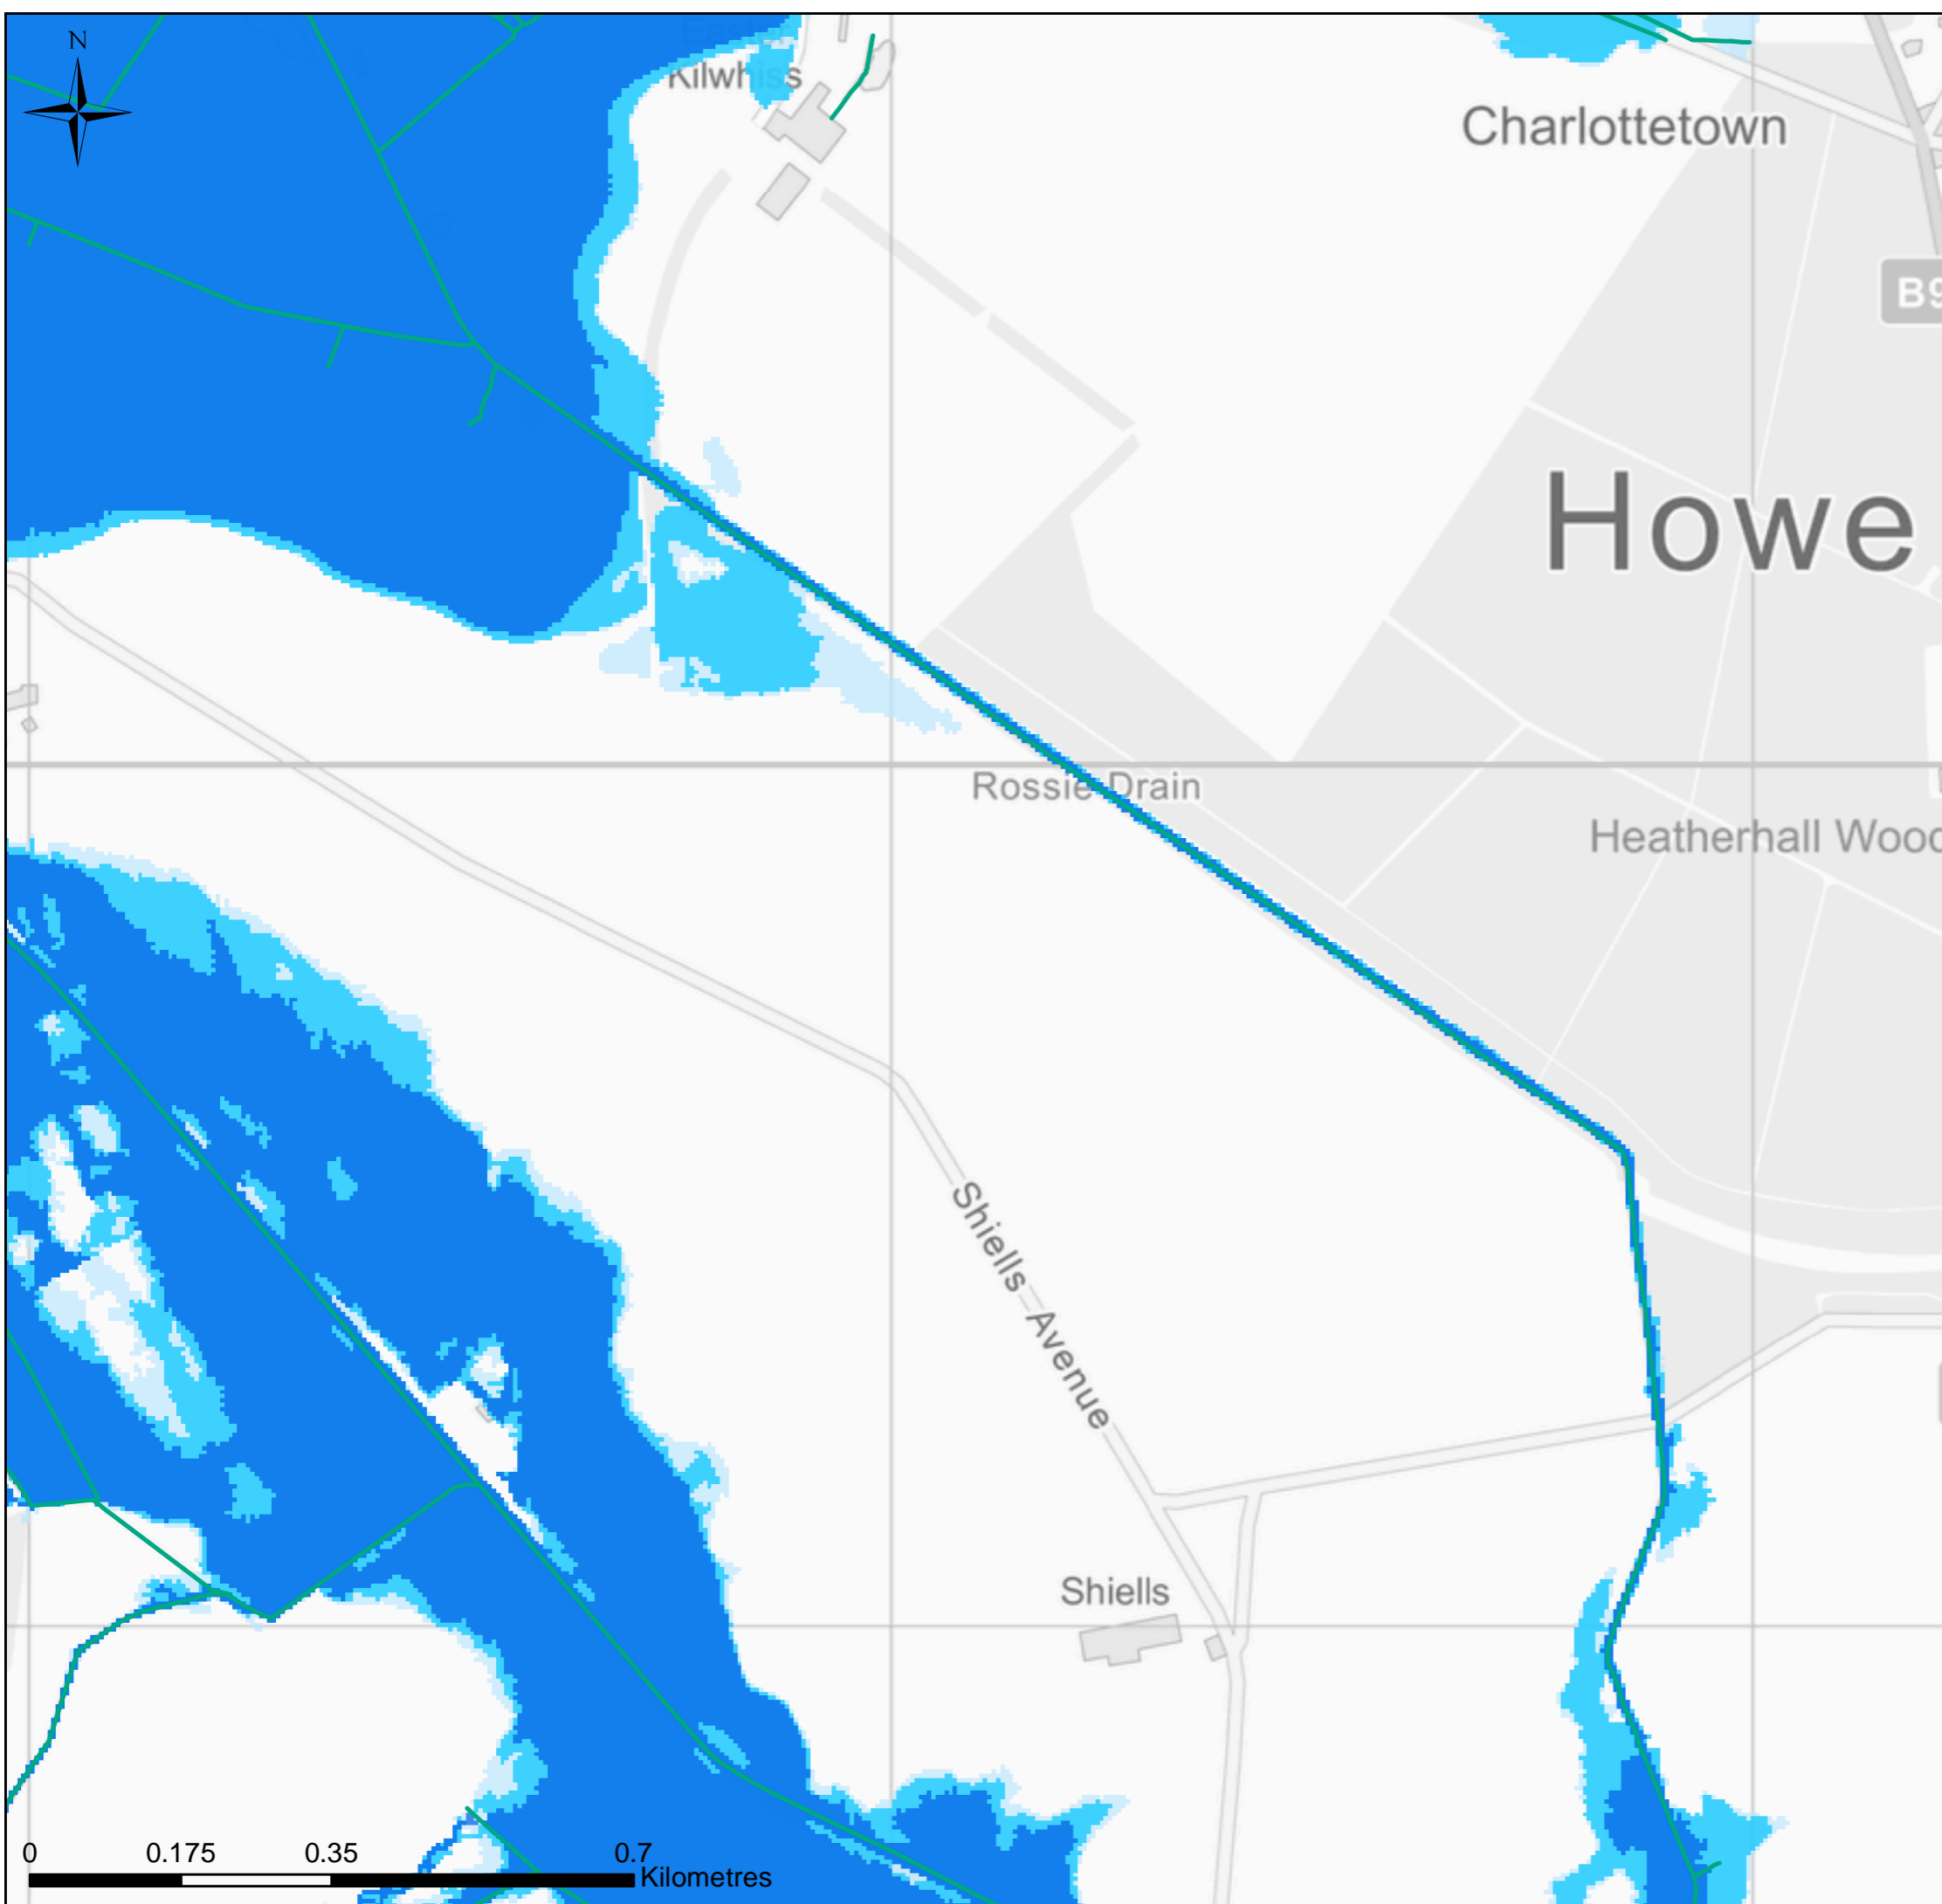 N
Kilwhiss
Charlottetown
B9
Howe
Rossie Drain
Heatherhall Wood
Shiells Avenue
Shiells
0 0.175 0.35 0.7
Kilometres